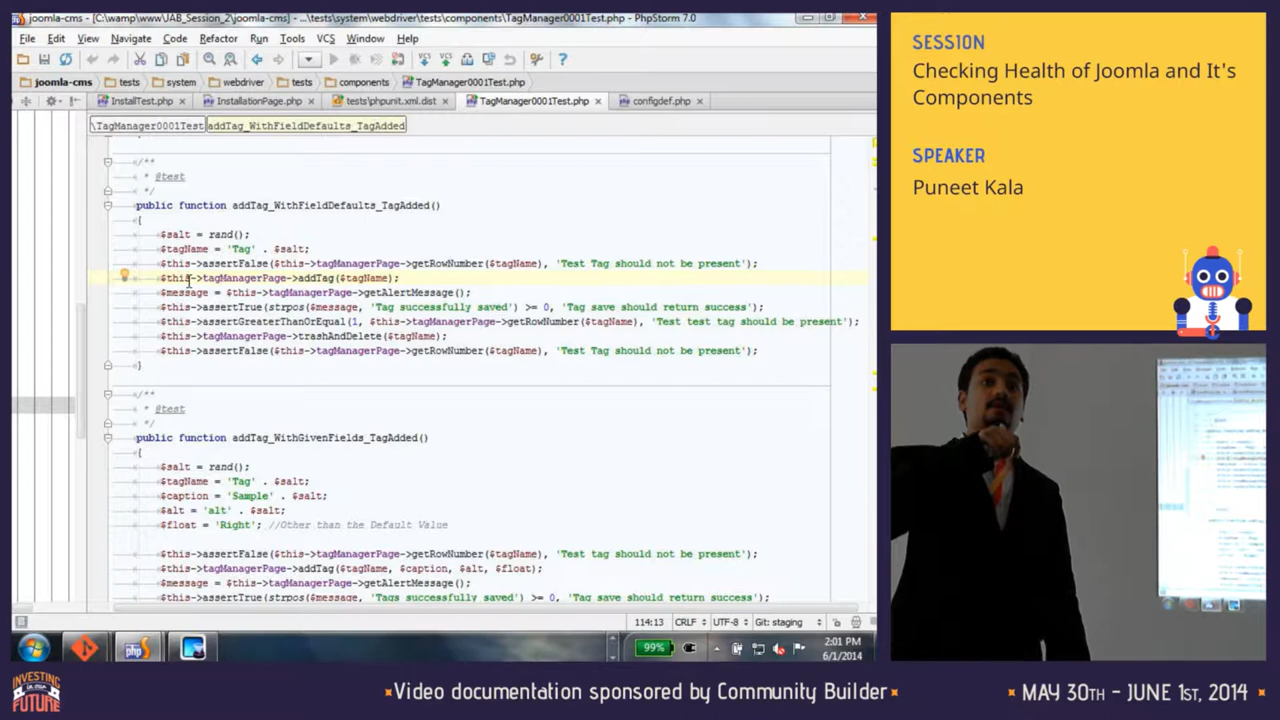 joomla-cms - [C:\wamp\www\JAB_Session_2\joomla-cms] - ...\tests\system\webdriver\tests\components\TagManager0001Test.php - PhpStorm 7.0
File Edit View Navigate Code Refactor Run Tools VCS Window Help
joomla-cms tests system webdriver tests components TagManager0001Test.php
InstallTest.php InstallationPage.php tests\phpunit.xml.dist TagManager0001Test.php configdef.php
\TagManager0001Test addTag_WithFieldDefaults_TagAdded
/**
* @test
*/
public function addTag_WithFieldDefaults_TagAdded()
{
$salt = rand();
$tagName = 'Tag' . $salt;
$this->assertFalse($this->tagManagerPage->getRowNumber($tagName), 'Test Tag should not be present');
$this->tagManagerPage->addTag($tagName);
$message = $this->tagManagerPage->getAlertMessage();
$this->assertTrue(strpos($message, 'Tag successfully saved') >= 0, 'Tag save should return success');
$this->assertGreaterThanOrEqual(1, $this->tagManagerPage->getRowNumber($tagName), 'Test test tag should be present');
$this->tagManagerPage->trashAndDelete($tagName);
$this->assertFalse($this->tagManagerPage->getRowNumber($tagName), 'Test Tag should not be present');
}
/**
* @test
*/
public function addTag_WithGivenFields_TagAdded()
{
$salt = rand();
$tagName = 'Tag' . $salt;
$caption = 'Sample' . $salt;
$alt = 'alt' . $salt;
$float = 'Right'; //Other than the Default Value
$this->assertFalse($this->tagManagerPage->getRowNumber($tagName), 'Test tag should not be present');
$this->tagManagerPage->addTag($tagName, $caption, $alt, $float);
$message = $this->tagManagerPage->getAlertMessage();
$this->assertTrue(strpos($message, 'Tags successfully saved') >= 0, 'Tag save should return success');
114:13 CRLF UTF-8 Git: staging
php
99%
2:01 PM
6/1/2014
SESSION
Checking Health of Joomla and It's
Components
SPEAKER
Puneet Kala
INVESTING
IN OUR
FUTURE
Video documentation sponsored by Community Builder
MAY 30TH - JUNE 1ST, 2014